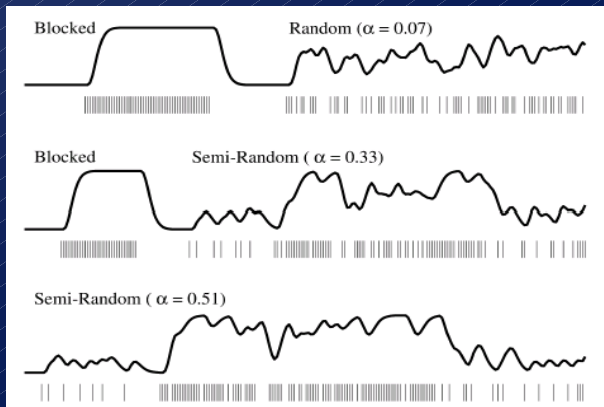 Blocked Random (α = 0.07)
Blocked Semi-Random ( α = 0.33)
Semi-Random ( α = 0.51)